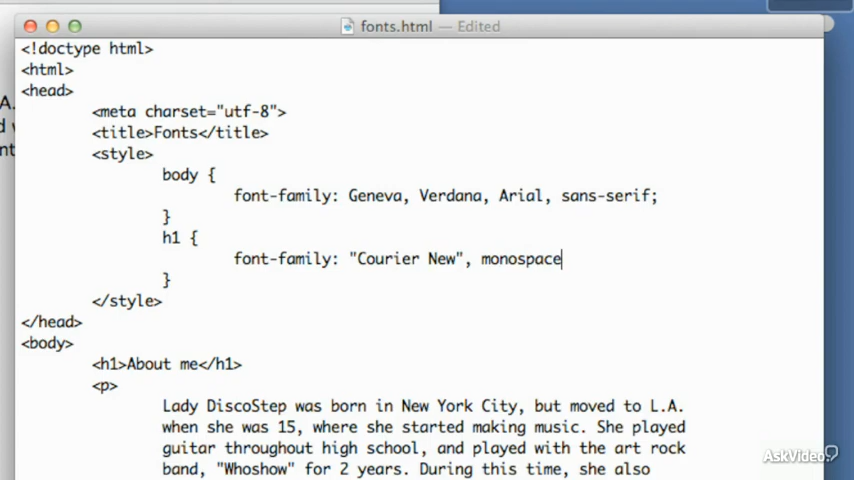 fonts.html — Edited
<!doctype html>
<html>
<head>
<meta charset="utf-8">
<title>Fonts</title>
<style>
body {
font-family: Geneva, Verdana, Arial, sans-serif;
}
h1 {
font-family: "Courier New", monospace
}
</style>
</head>
<body>
<h1>About me</h1>
<p>
Lady DiscoStep was born in New York City, but moved to L.A.
when she was 15, where she started making music. She played
guitar throughout high school, and played with the art rock
band, "Whoshow" for 2 years. During this time, she also
AskVideo